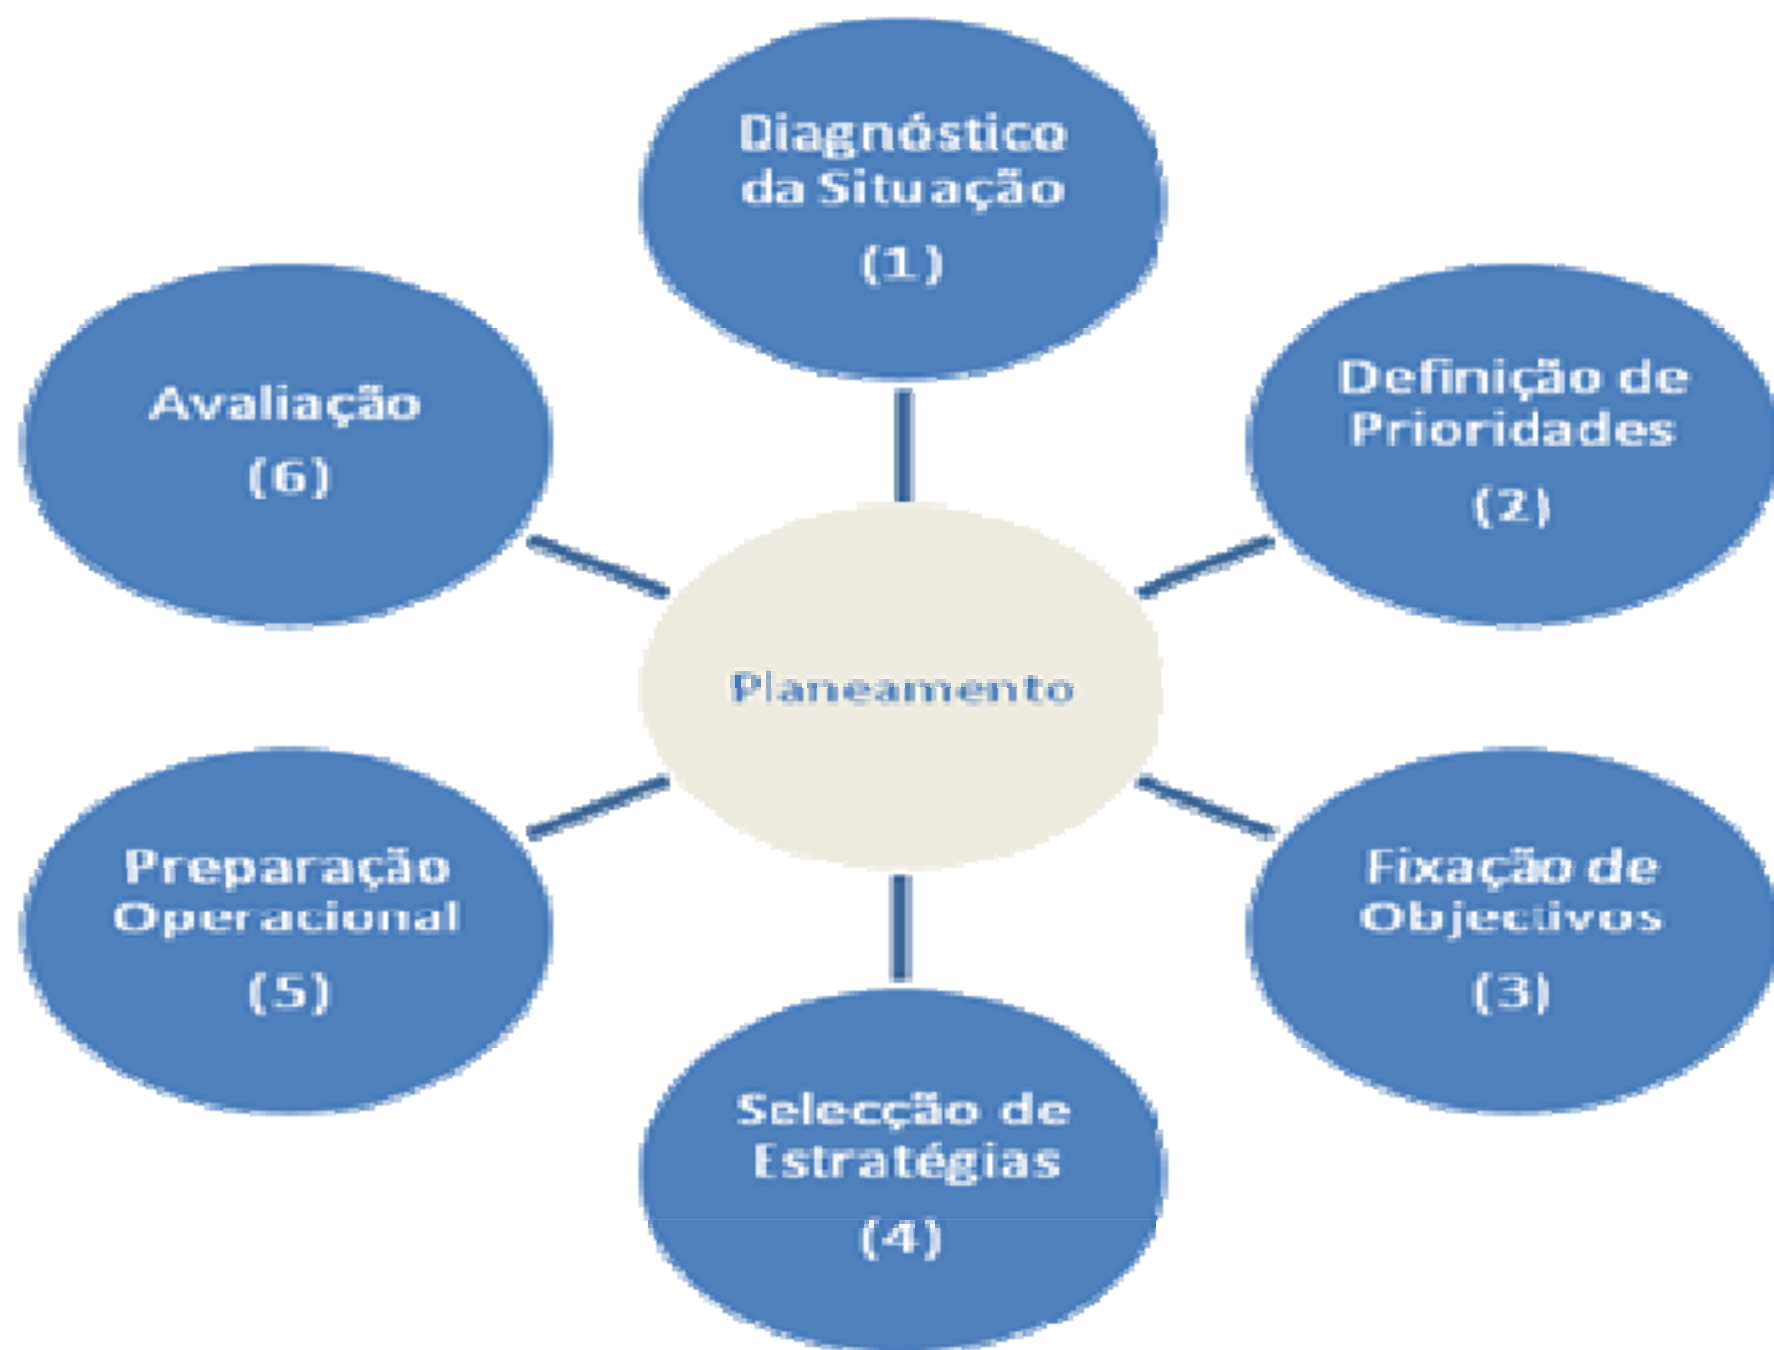 Diagnóstico
da Situação
(1)
Definição de
Prioridades
(2)
Fixação de
Objectivos
(3)
Selecção de
Estratégias
(4)
Preparação
Operacional
(5)
Avaliação
(6)
Planeamento